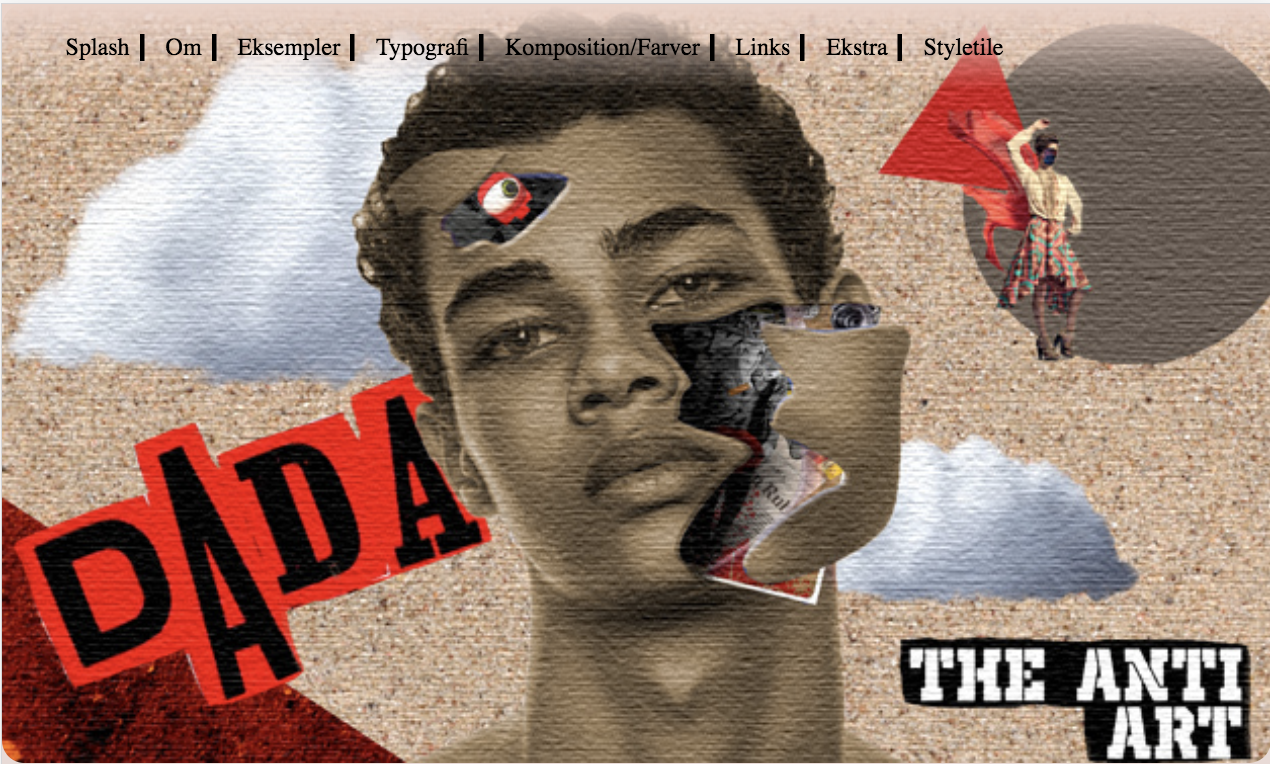 Splash Om Eksempler Typografi Komposition/Farver Links Ekstra Styletile
DADA
THE ANTI
ART